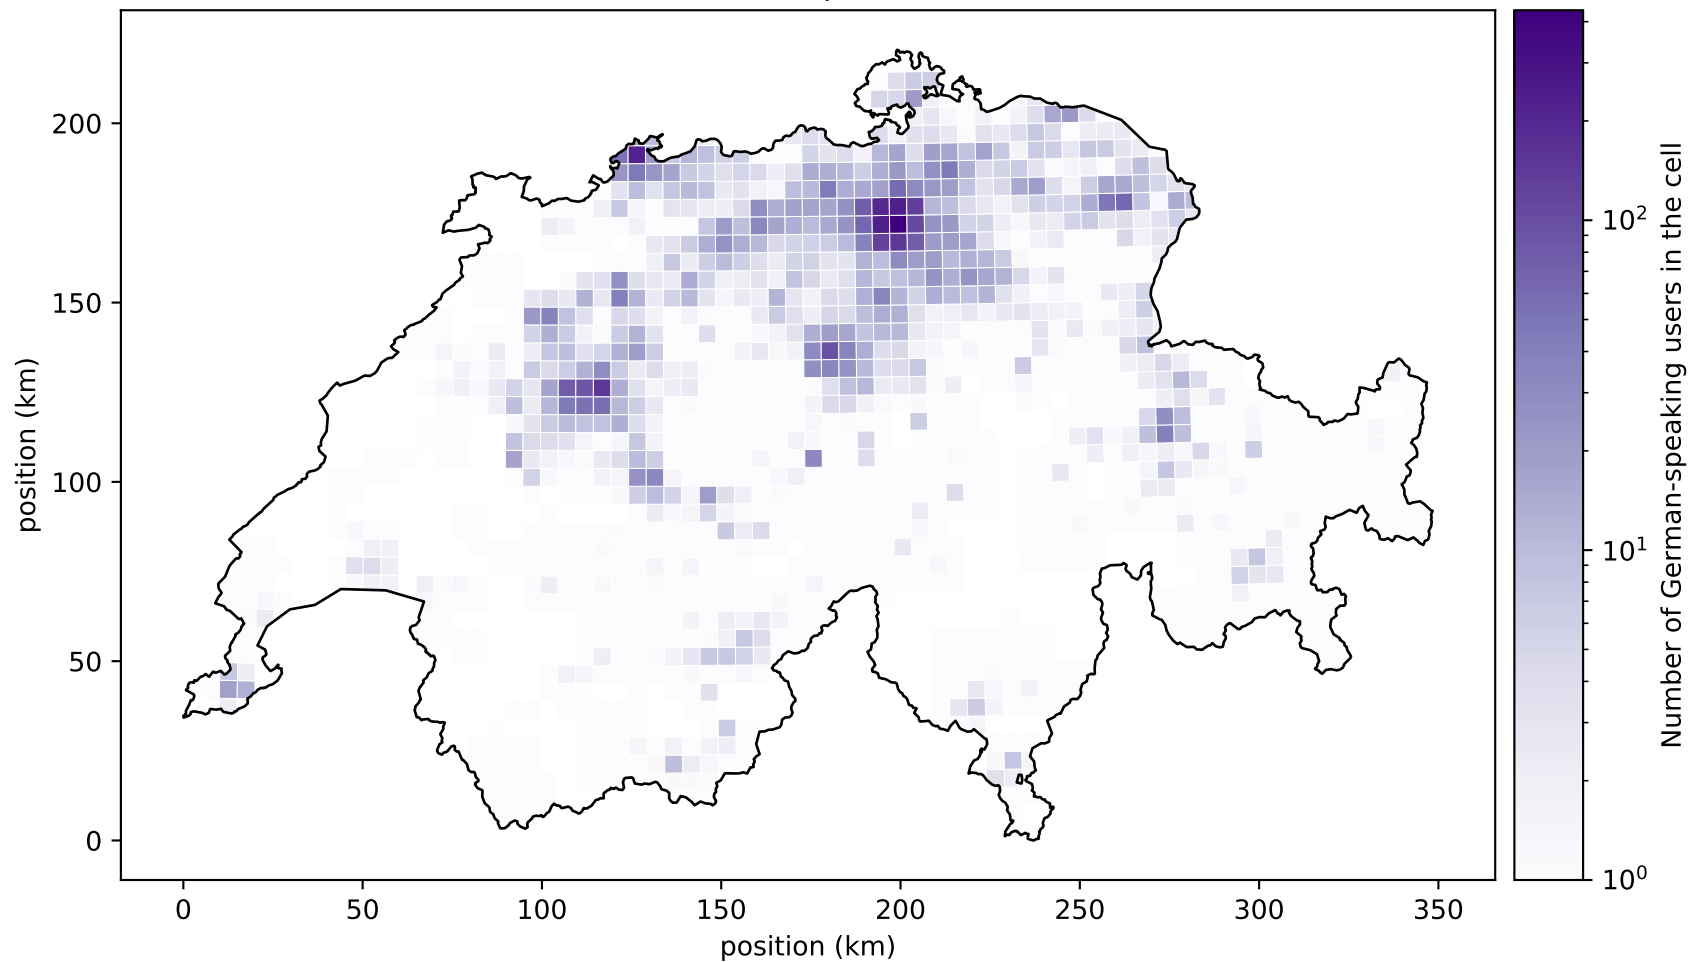 200
150
100
50
0
position (km)
0 50 100 150 200 250 300 350
position (km)
10²
10¹
10⁰
Number of German-speaking users in the cell